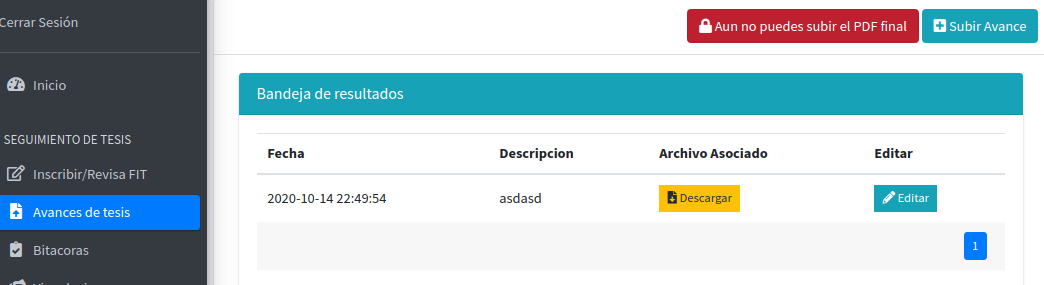 Cerrar Sesión
Aun no puedes subir el PDF final
Subir Avance
Inicio
SEGUIMIENTO DE TESIS
Inscribir/Revisa FIT
Avances de tesis
Bitacoras
Bandeja de resultados
Fecha Descripcion Archivo Asociado Editar
2020-10-14 22:49:54 asdasd Descargar Editar
1